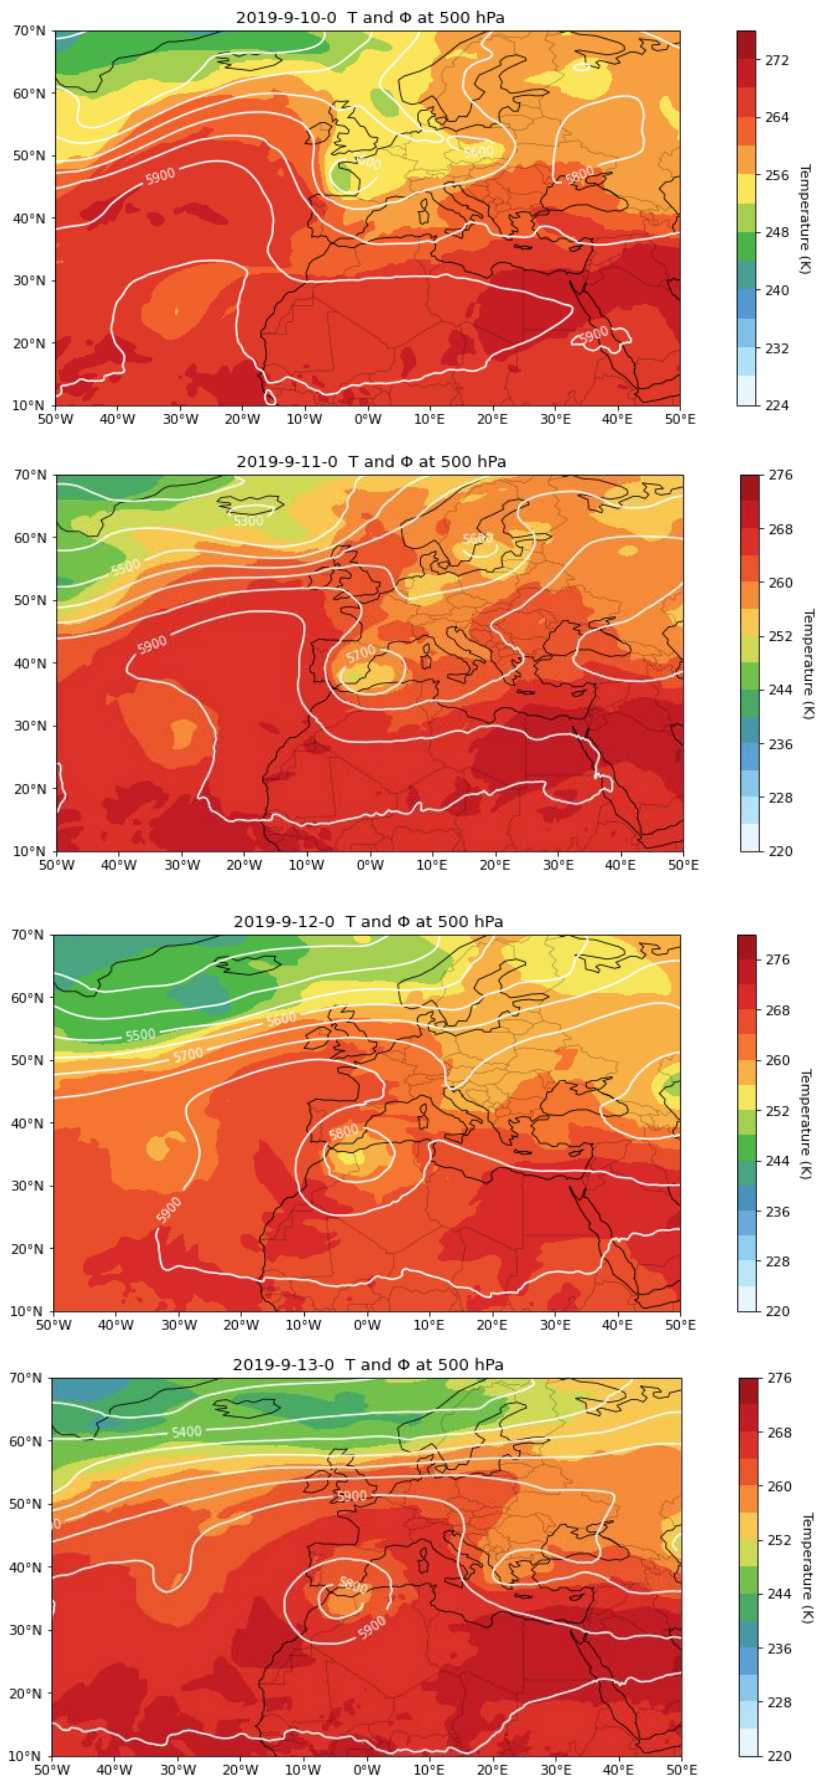 2019-9-10-0 T and Φ at 500 hPa
70°N
60°N
50°N
40°N
30°N
20°N
10°N
50°W 40°W 30°W 20°W 10°W 0°W 10°E 20°E 30°E 40°E 50°E
5900
5600
5800
5900
272
264
256
248
240
232
224
Temperature (K)
2019-9-11-0 T and Φ at 500 hPa
70°N
60°N
50°N
40°N
30°N
20°N
10°N
50°W 40°W 30°W 20°W 10°W 0°W 10°E 20°E 30°E 40°E 50°E
5300
5600
5500
5900
5700
276
268
260
252
244
236
228
220
Temperature (K)
2019-9-12-0 T and Φ at 500 hPa
70°N
60°N
50°N
40°N
30°N
20°N
10°N
50°W 40°W 30°W 20°W 10°W 0°W 10°E 20°E 30°E 40°E 50°E
5600
5500
5700
5800
5900
276
268
260
252
244
236
228
220
Temperature (K)
2019-9-13-0 T and Φ at 500 hPa
70°N
60°N
50°N
40°N
30°N
20°N
10°N
50°W 40°W 30°W 20°W 10°W 0°W 10°E 20°E 30°E 40°E 50°E
5400
5900
5800
5900
276
268
260
252
244
236
228
220
Temperature (K)